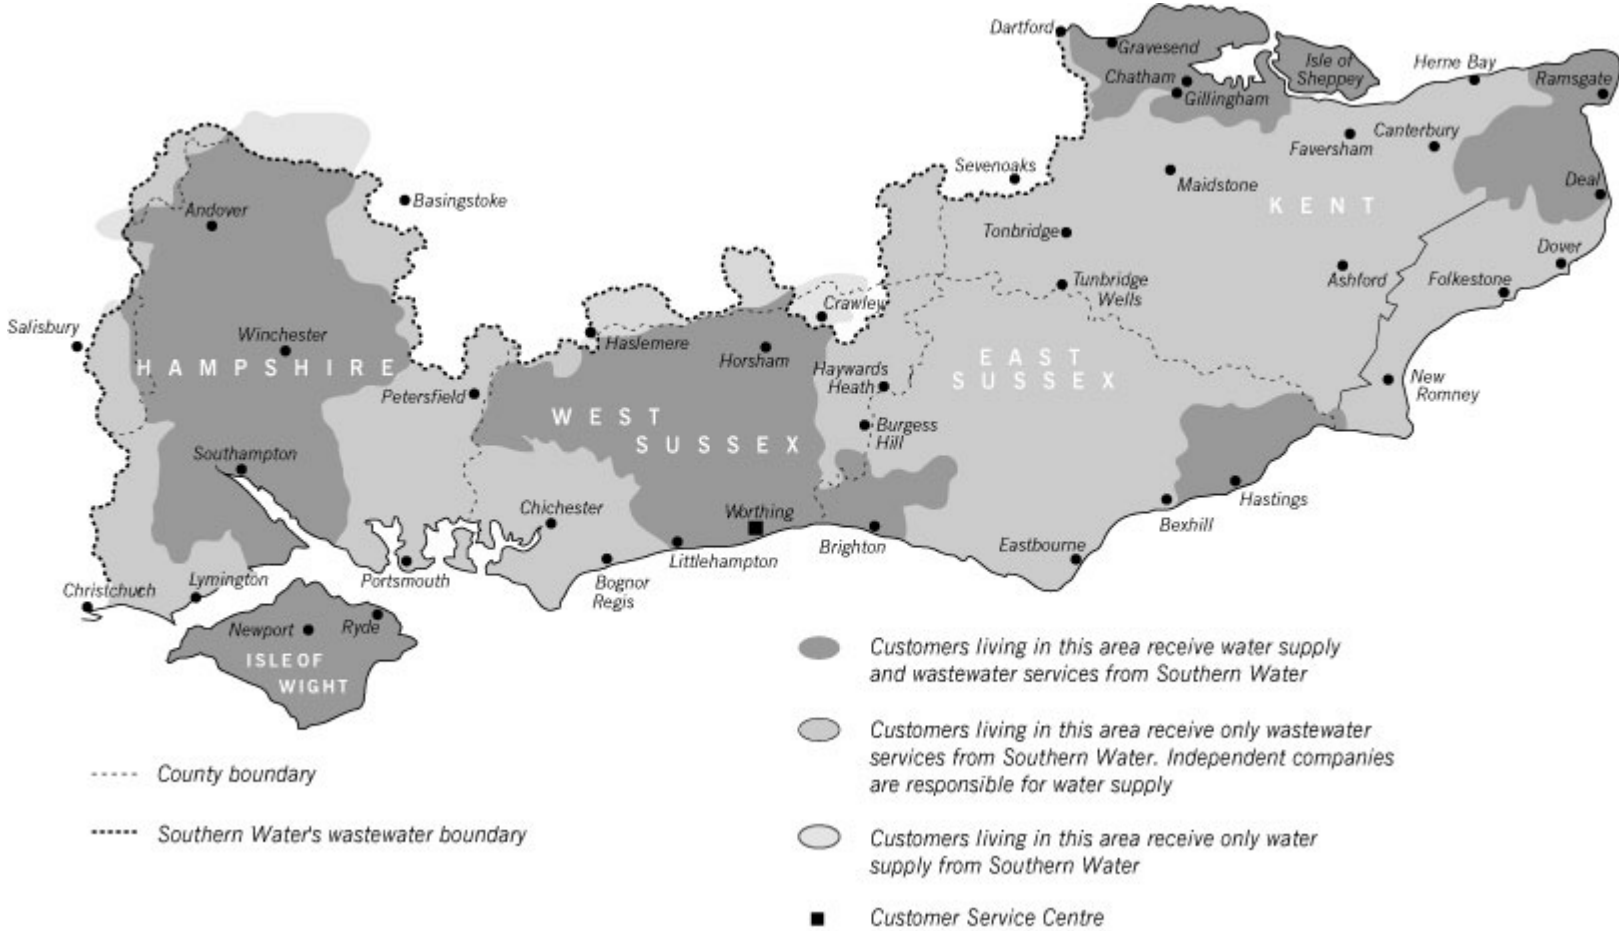 Dartford
Gravesend
Isle of
Sheppey
Herne Bay
Ramsgate
Chatham
Gillingham
Canterbury
Faversham
Sevenoaks
Maidstone
Deal
Basingstoke
Andover
KENT
Tonbridge
Dover
Tunbridge
Wells
Ashford
Folkestone
Crawley
Salisbury
Winchester
Haslemere
Horsham
HAMPSHIRE
EAST
SUSSEX
Haywards
Heath
New
Romney
Petersfield
WEST
SUSSEX
Burgess
Hill
Southampton
Chichester
Worthing
Hastings
Bexhill
Brighton
Eastbourne
Littlehampton
Lymington
Portsmouth
Bognor
Regis
Christchuch
Newport
Ryde
ISLE OF
WIGHT
Customers living in this area receive water supply
and wastewater services from Southern Water
Customers living in this area receive only wastewater
services from Southern Water. Independent companies
are responsible for water supply
County boundary
Southern Water's wastewater boundary
Customers living in this area receive only water
supply from Southern Water
Customer Service Centre